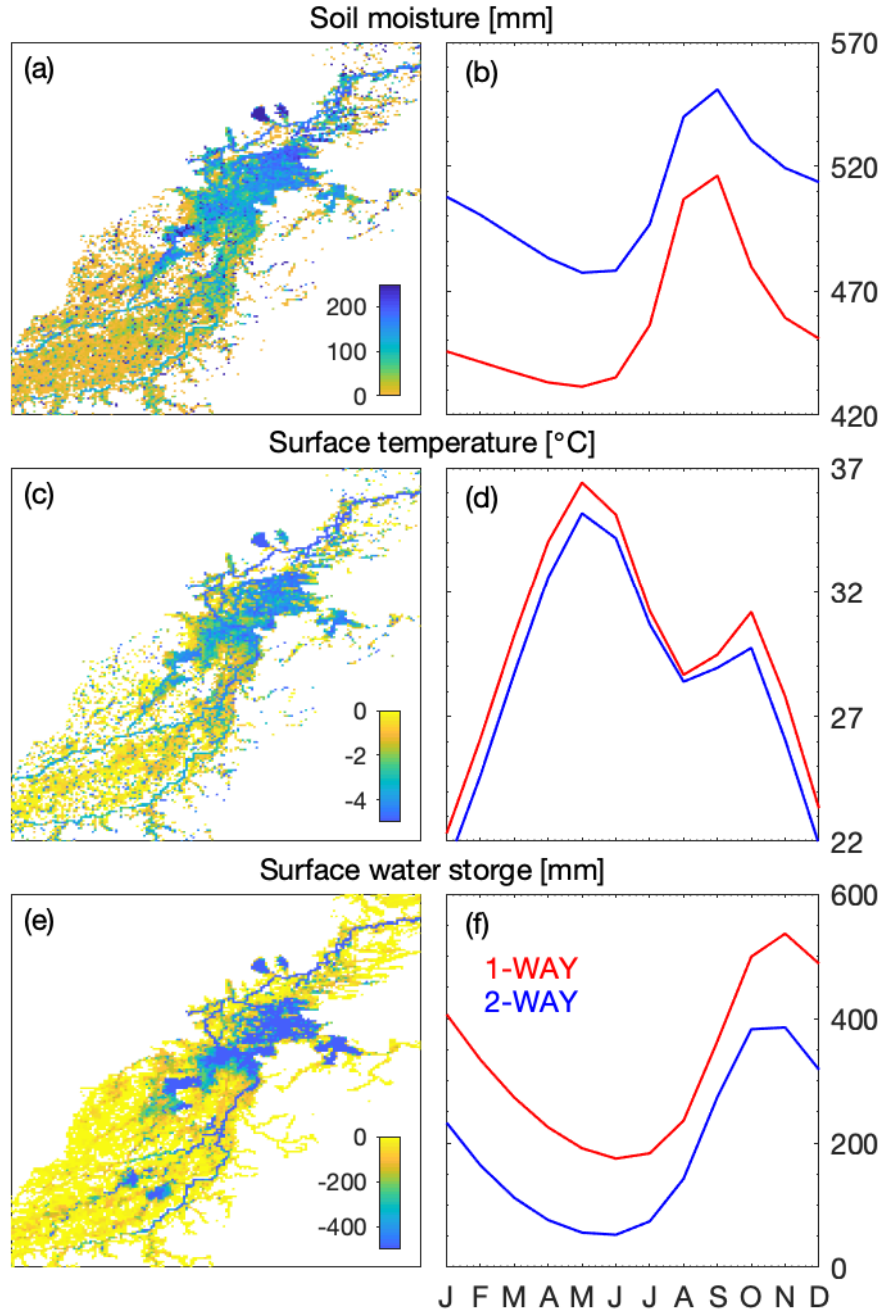 Soil moisture [mm]
(a)
200
100
0
(b)
570
520
470
420
Surface temperature [°C]
(c)
0
-2
-4
(d)
37
32
27
22
Surface water storge [mm]
(e)
0
-200
-400
(f)
1-WAY
2-WAY
600
400
200
0
J F M A M J J A S O N D